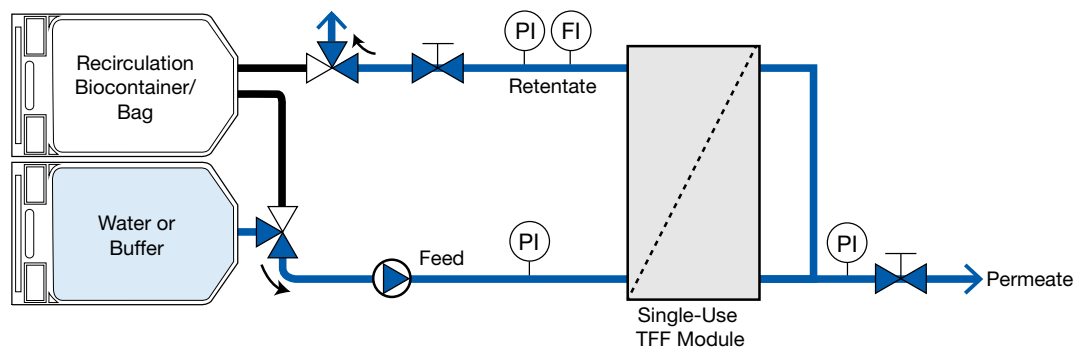 Recirculation
Biocontainer/
Bag
PI
FI
Retentate
Water or
Buffer
Feed
PI
PI
Permeate
Single-Use
TFF Module